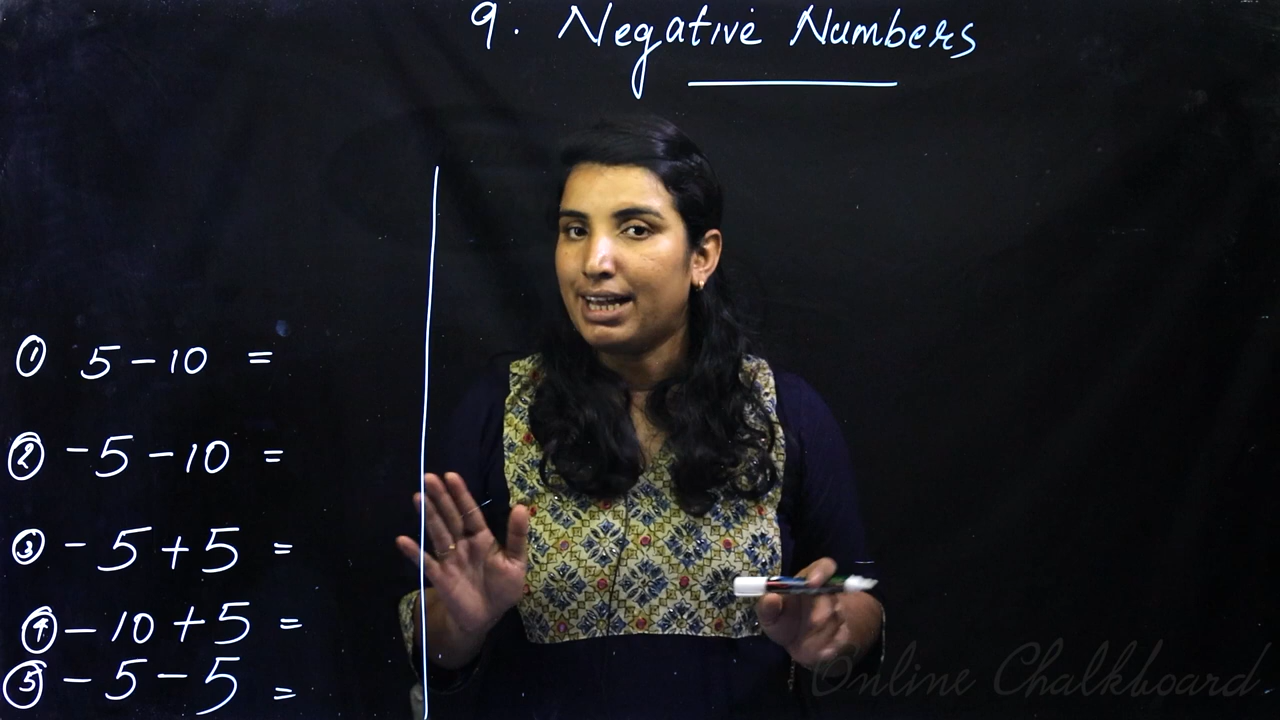 9. Negative Numbers
① 5 - 10 =
② - 5 - 10 =
③ - 5 + 5 =
④ - 10 + 5 =
⑤ - 5 - 5 =
Online Chalkboard